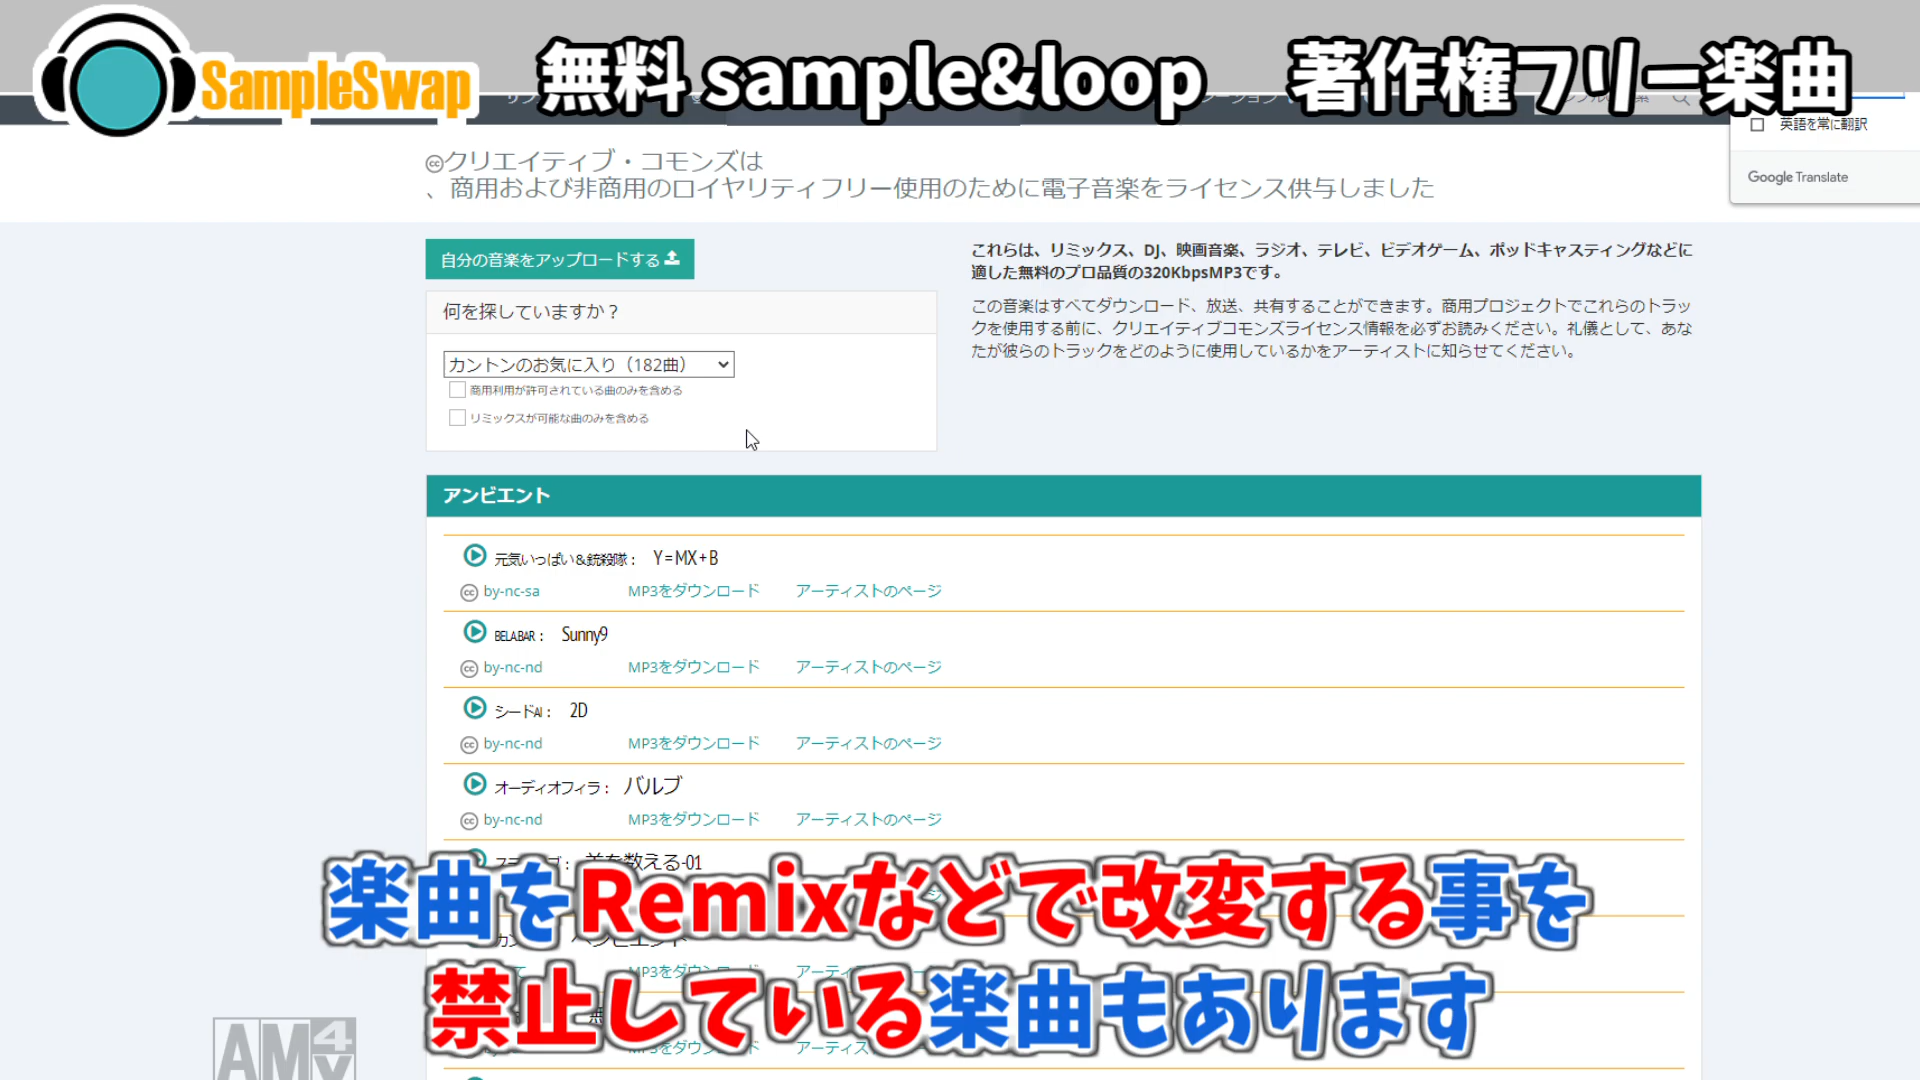 SampleSwap 無料 sample&loop 著作権フリー楽曲
英語を常に翻訳
Google Translate
クリエイティブ・コモンズは
、商用および非商用のロイヤリティフリー使用のために電子音楽をライセンス供与しました
自分の音楽をアップロードする
何を探していますか？
カントンのお気に入り（182曲）
商用利用が許可されている曲のみを含める
リミックスが可能な曲のみを含める
これらは、リミックス、DJ、映画音楽、ラジオ、テレビ、ビデオゲーム、ポッドキャスティングなどに
適した無料のプロ品質の320KbpsMP3です。
この音楽はすべてダウンロード、放送、共有することができます。商用プロジェクトでこれらのトラッ
クを使用する前に、クリエイティブコモンズライセンス情報を必ずお読みください。礼儀として、あな
たが彼らのトラックをどのように使用しているかをアーティストに知らせてください。
アンビエント
元気いっぱい&銃殺隊： Y=MX+B
cc by-nc-sa MP3をダウンロード アーティストのページ
BELABAR： Sunny9
cc by-nc-nd MP3をダウンロード アーティストのページ
シードAI： 2D
cc by-nc-nd MP3をダウンロード アーティストのページ
オーディオフィラ： バルブ
cc by-nc-nd MP3をダウンロード アーティストのページ
数える-01
楽曲をRemixなどで改変する事を
MP3をダウンロード
禁止している楽曲もあります
AM4V